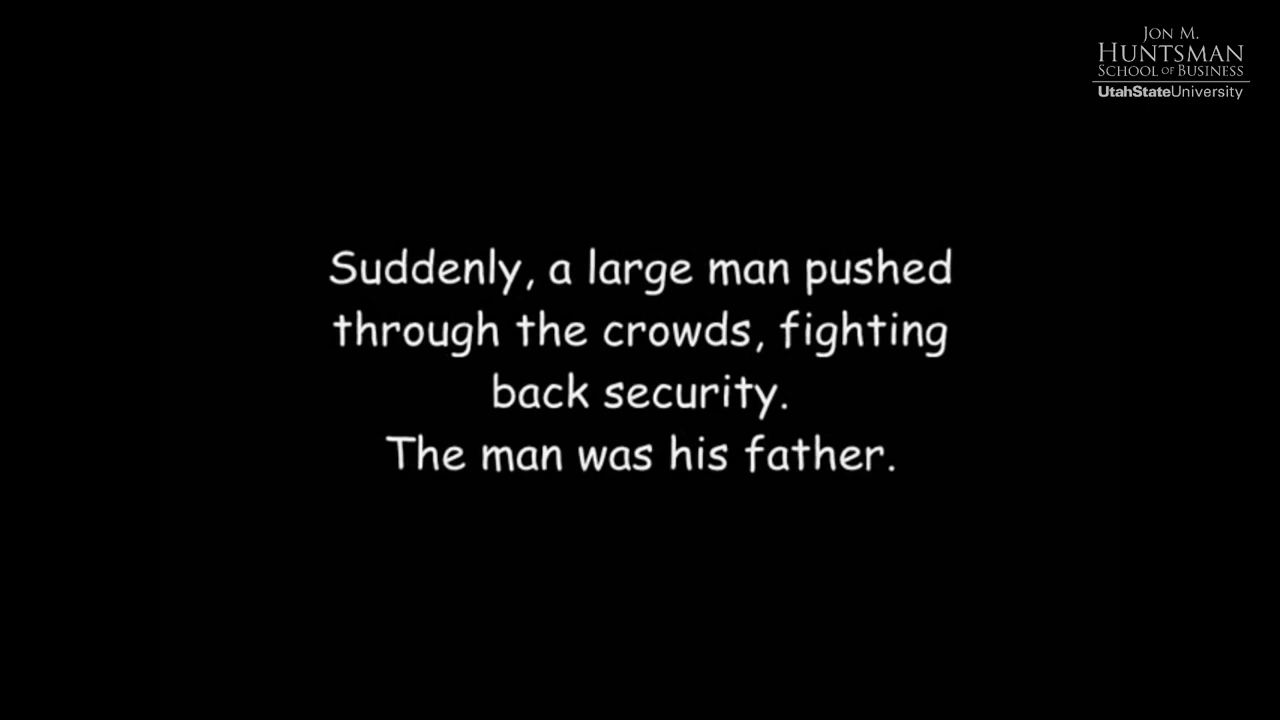 JON M.
HUNTSMAN
SCHOOL OF BUSINESS
UtahStateUniversity
Suddenly, a large man pushed
through the crowds, fighting
back security.
The man was his father.